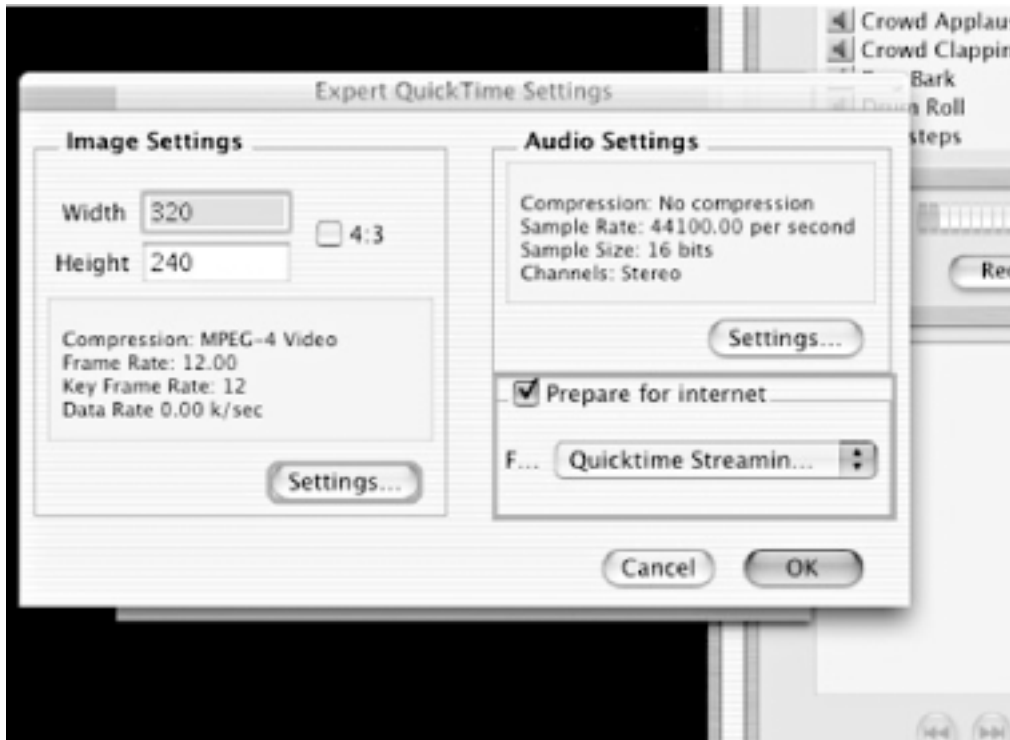 Crowd Applaus
Crowd Clappin
Bark
Drum Roll
steps
Expert QuickTime Settings
Image Settings
Width 320
Height 240
4:3
Compression: MPEG-4 Video
Frame Rate: 12.00
Key Frame Rate: 12
Data Rate 0.00 k/sec
Settings...
Audio Settings
Compression: No compression
Sample Rate: 44100.00 per second
Sample Size: 16 bits
Channels: Stereo
Settings...
Prepare for internet
F... Quicktime Streamin...
Cancel
OK
Rec